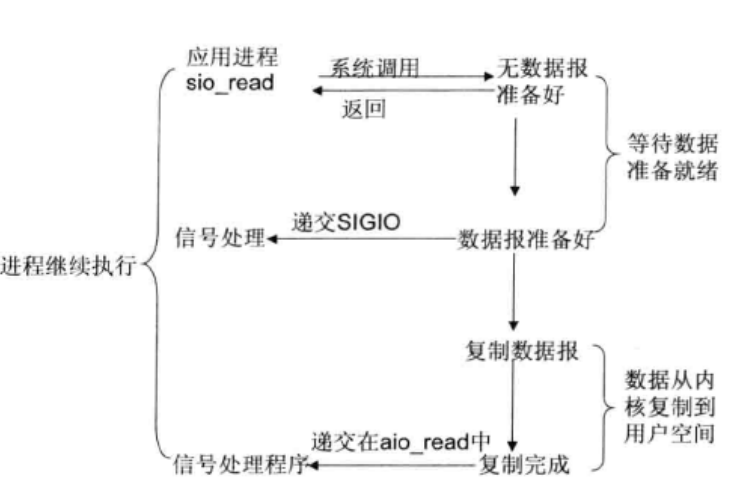 应用进程
sio_read
系统调用
返回
无数据报
准备好
等待数据
准备就绪
递交SIGIO
信号处理
数据报准备好
进程继续执行
复制数据报
数据从内
核复制到
用户空间
递交在aio_read中
信号处理程序
复制完成